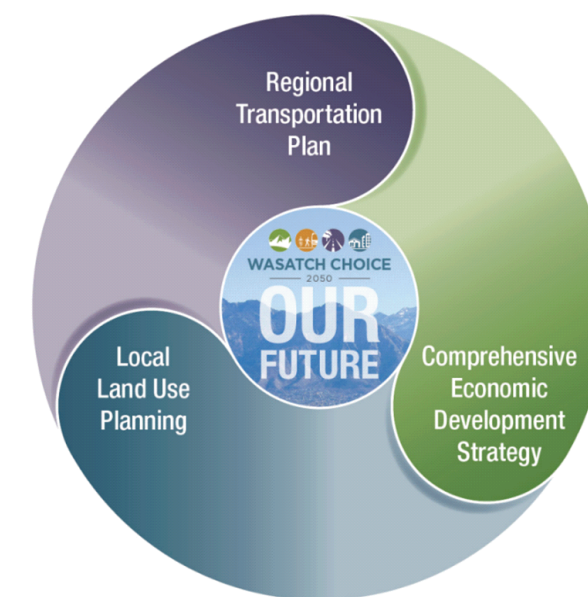 Regional
Transportation
Plan
WASATCH CHOICE
2050
OUR
FUTURE
Local
Land Use
Planning
Comprehensive
Economic
Development
Strategy